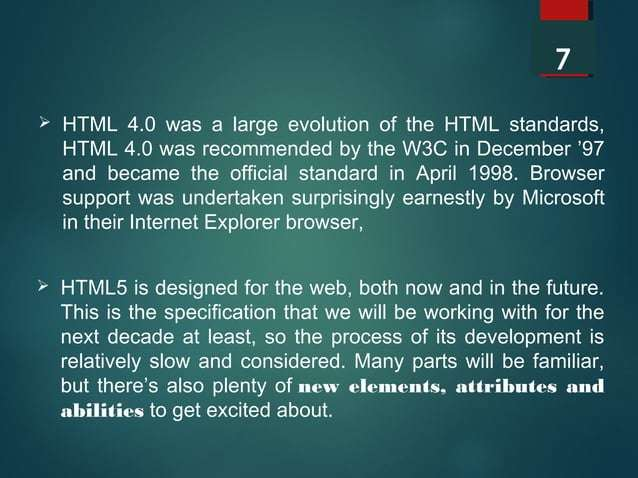 7
➢ HTML 4.0 was a large evolution of the HTML standards,
HTML 4.0 was recommended by the W3C in December ’97
and became the official standard in April 1998. Browser
support was undertaken surprisingly earnestly by Microsoft
in their Internet Explorer browser,
➢ HTML5 is designed for the web, both now and in the future.
This is the specification that we will be working with for the
next decade at least, so the process of its development is
relatively slow and considered. Many parts will be familiar,
but there’s also plenty of new elements, attributes and
abilities to get excited about.